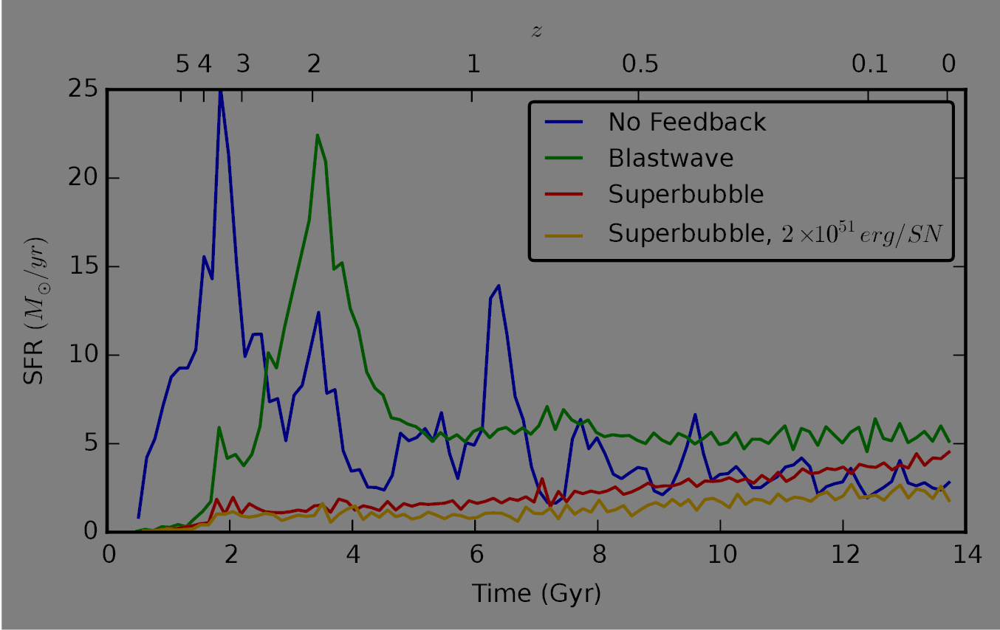 z
5 4 3 2 1 0.5 0.1 0
25
20
15
10
5
0
SFR (M⊙/yr)
No Feedback
Blastwave
Superbubble
Superbubble, 2×10⁵¹ erg/SN
0 2 4 6 8 10 12 14
Time (Gyr)